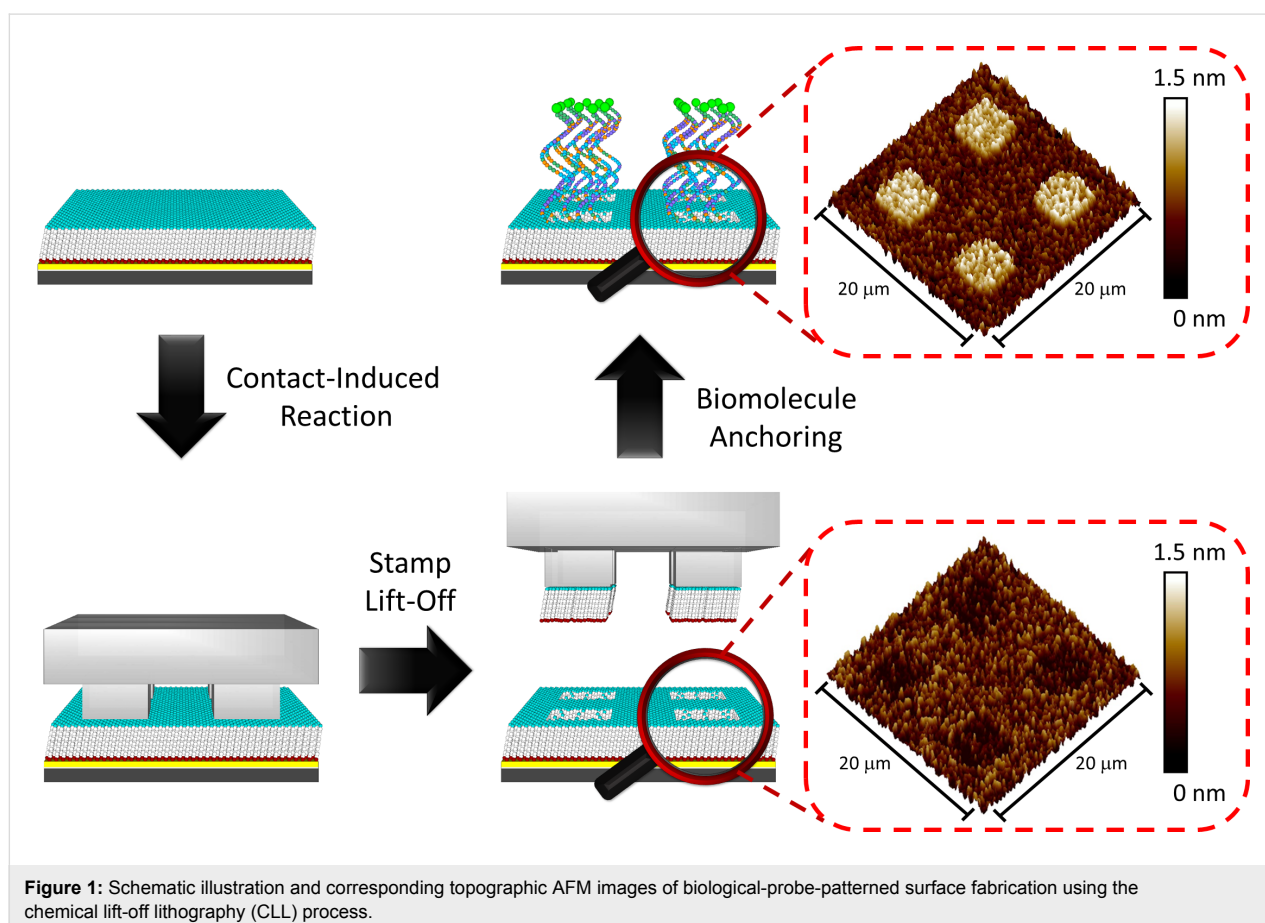 1.5 nm
20 μm
20 μm
0 nm
Contact-Induced
Reaction
Biomolecule
Anchoring
Stamp
Lift-Off
1.5 nm
20 μm
20 μm
0 nm
Figure 1: Schematic illustration and corresponding topographic AFM images of biological-probe-patterned surface fabrication using the
chemical lift-off lithography (CLL) process.